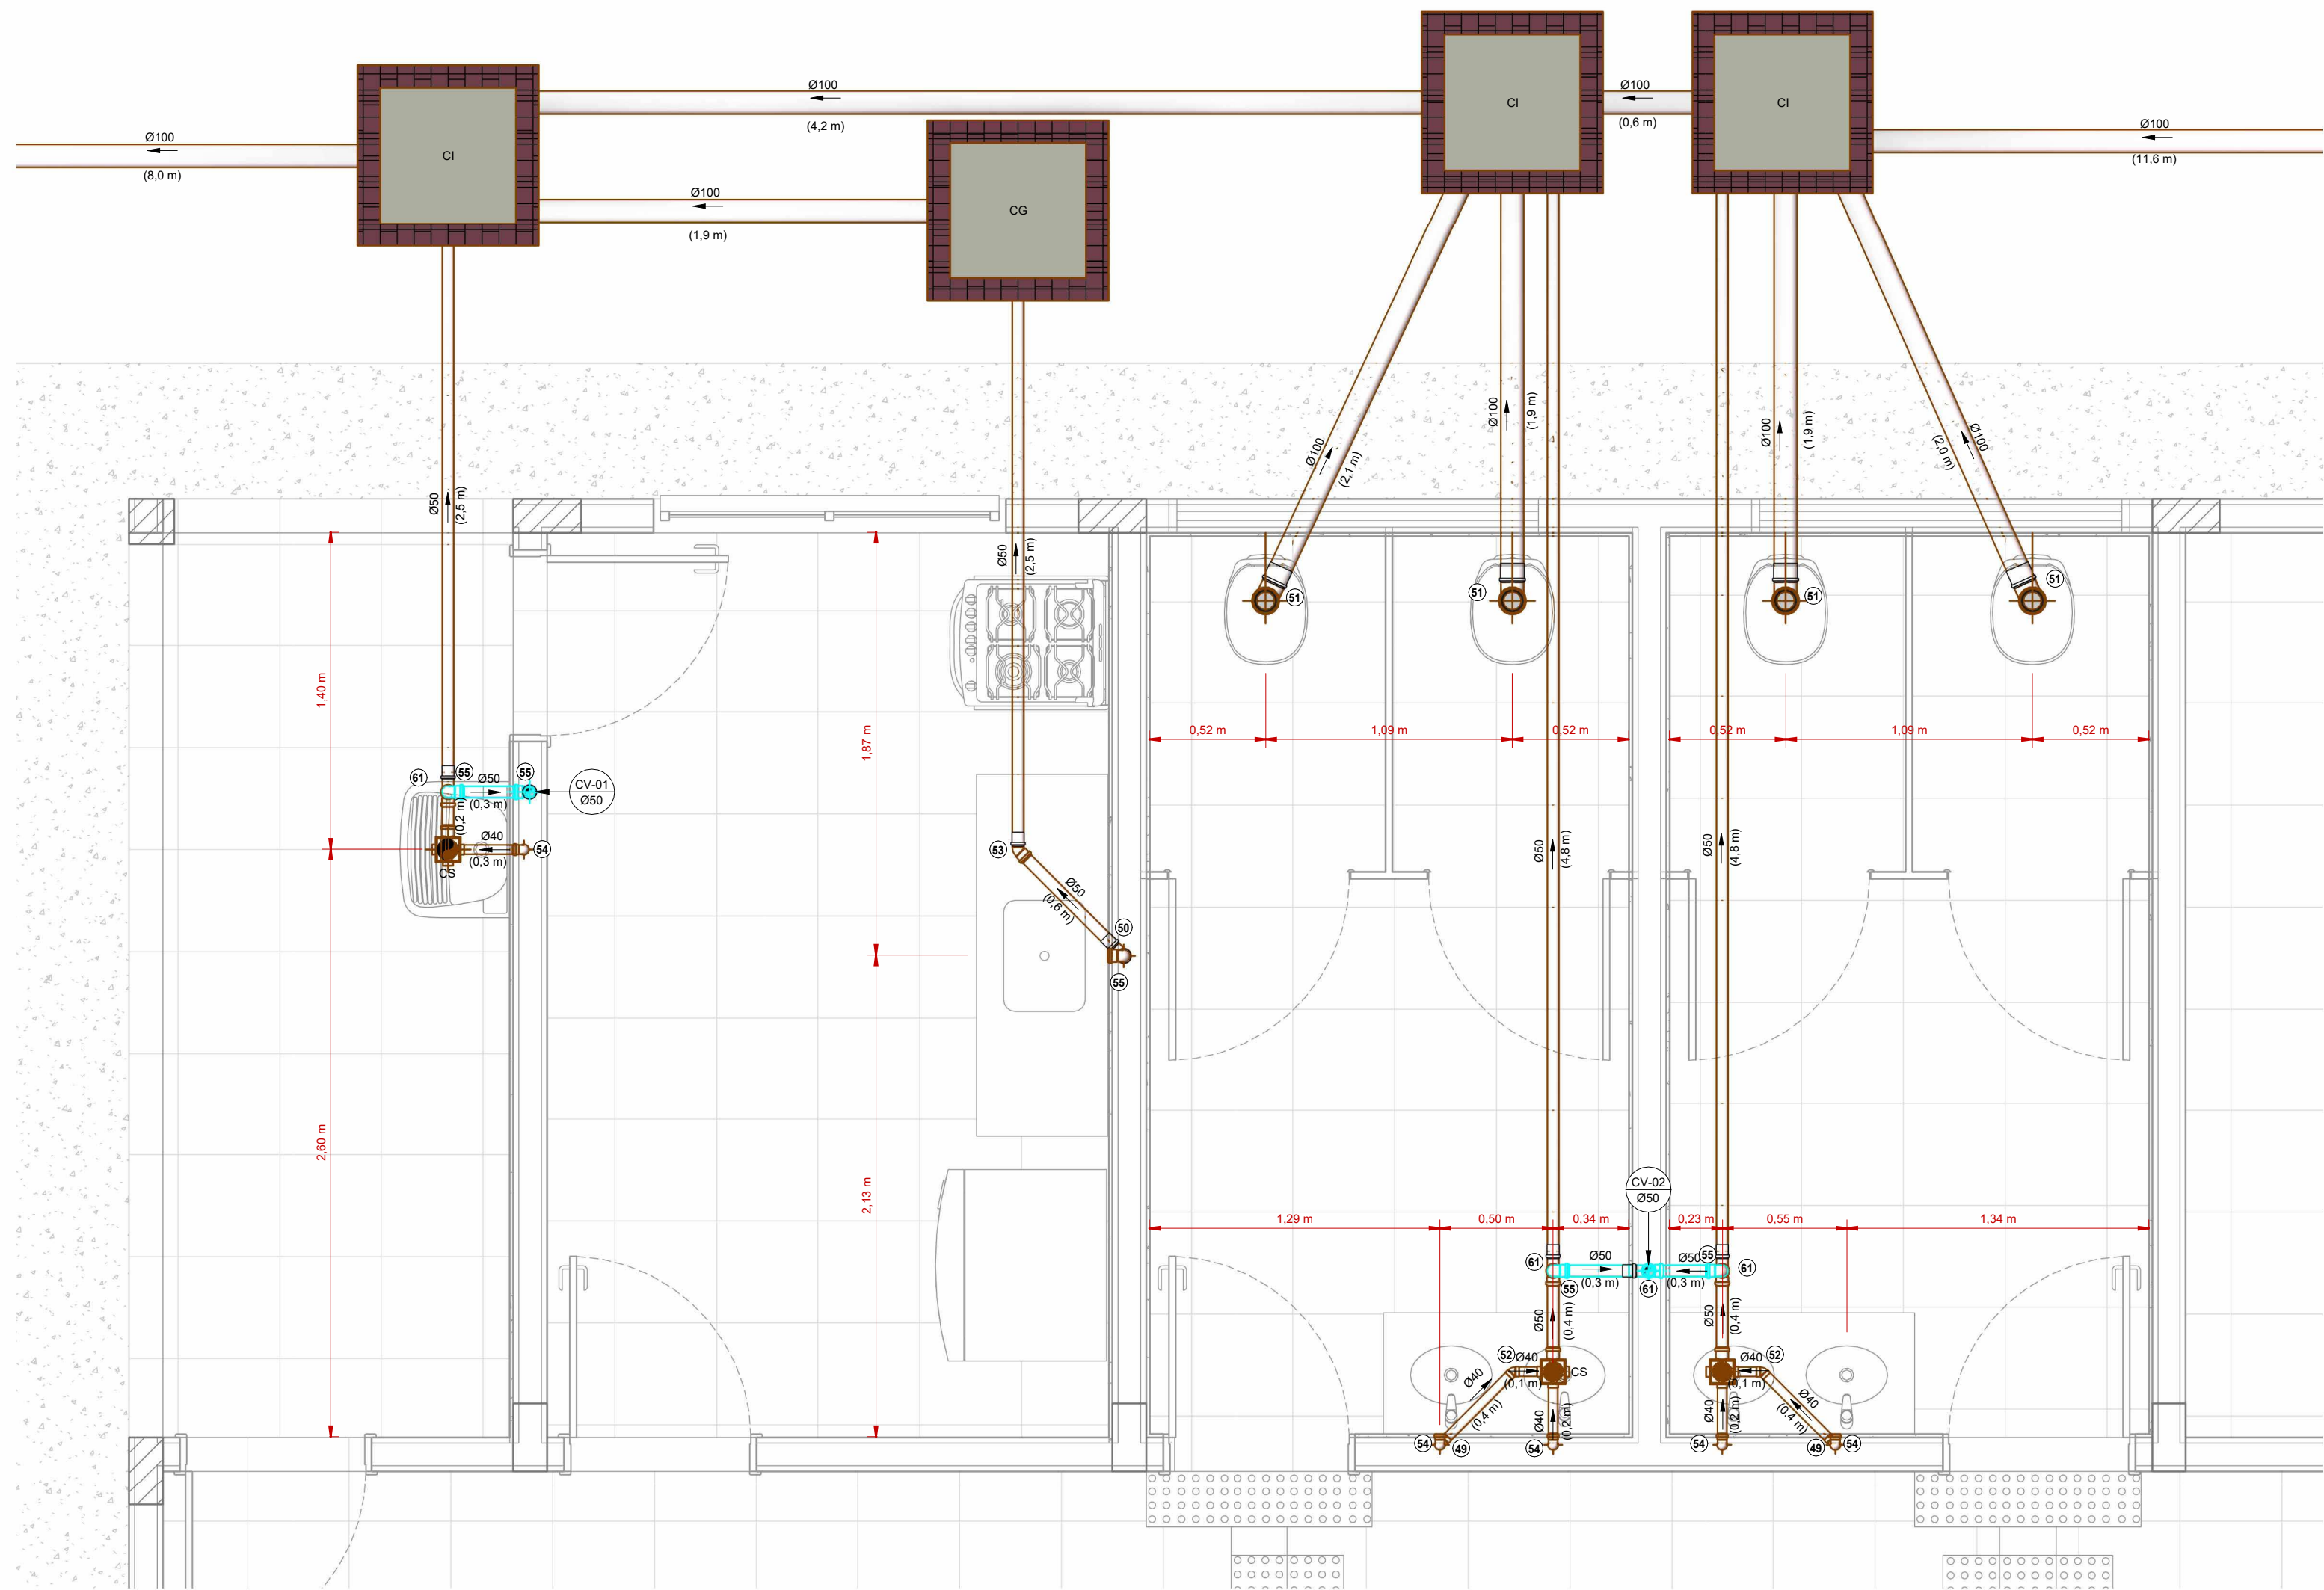 Ø100
(8,0 m)
CI
Ø100
(4,2 m)
Ø100
(1,9 m)
CG
CI
Ø100
(0,6 m)
CI
Ø100
(11,6 m)
Ø50
(2,5 m)
Ø50
(2,5 m)
Ø100
(2,1 m)
Ø100
(1,9 m)
Ø100
(1,9 m)
Ø100
(2,0 m)
51
51
51
51
1,40 m
1,87 m
0,52 m
1,09 m
0,52 m
0,52 m
1,09 m
0,52 m
61
55
Ø50
(0,3 m)
55
CV-01
Ø50
(0,2 m)
Ø40
(0,3 m)
54
CS
53
Ø50
(0,6 m)
50
55
Ø50
(4,8 m)
Ø50
(4,8 m)
2,60 m
2,13 m
CV-02
Ø50
1,29 m
0,50 m
0,34 m
0,23 m
0,55 m
1,34 m
61
Ø50
(0,3 m)
55
61
Ø50
(0,3 m)
55
61
Ø50
(0,4 m)
Ø50
(0,4 m)
52
Ø40
(0,1 m)
CS
Ø40
(0,4 m)
Ø40
(0,2 m)
54
49
54
Ø40
(0,1 m)
52
Ø40
(0,2 m)
Ø40
(0,4 m)
54
49
54